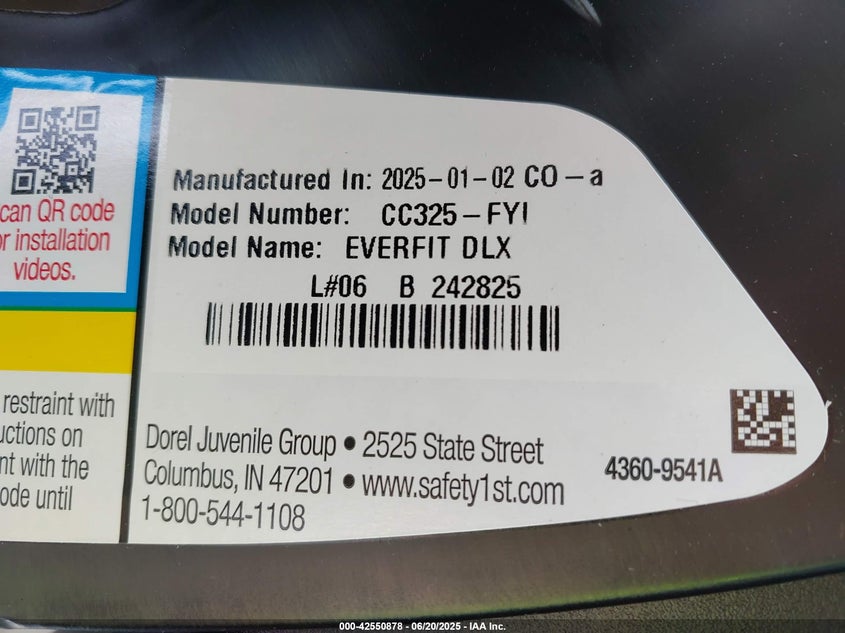 can QR code
r installation
videos.
restraint with
uctions on
nt with the
ode until
Manufactured In: 2025-01-02 CO-a
Model Number: CC325-FYI
Model Name: EVERFIT DLX
L#06 B 242825
Dorel Juvenile Group • 2525 State Street
Columbus, IN 47201 • www.safety1st.com
1-800-544-1108
4360-9541A
000-42550878 - 06/20/2025 - IAA Inc.